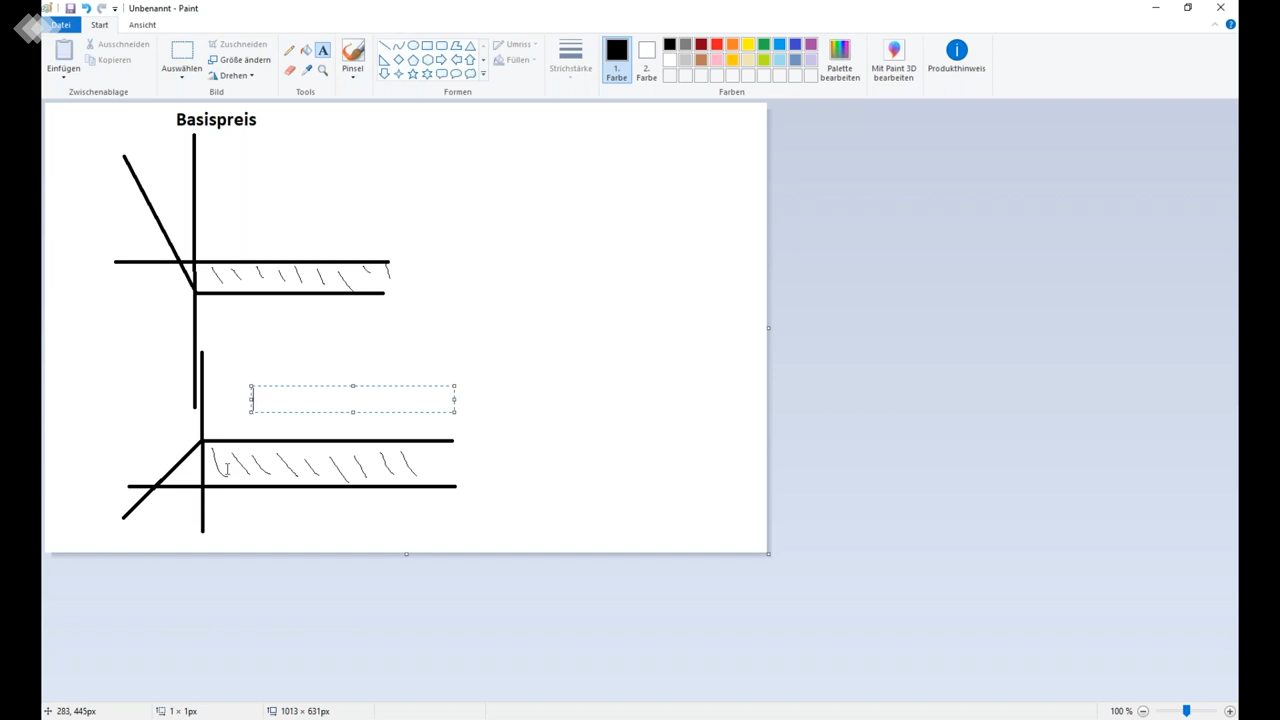 Unbenannt - Paint
Datei
Start
Ansicht
Einfügen
Ausschneiden
Kopieren
Zwischenablage
Auswählen
Zuschneiden
Größe ändern
Drehen
Bild
A
Tools
Pinsel
Formen
Umriss
Füllen
Strichstärke
1.
Farbe
2.
Farbe
Palette
bearbeiten
Farben
Mit Paint 3D
bearbeiten
Produkthinweis
Basispreis
283, 445px
1 × 1px
1013 × 631px
100 %